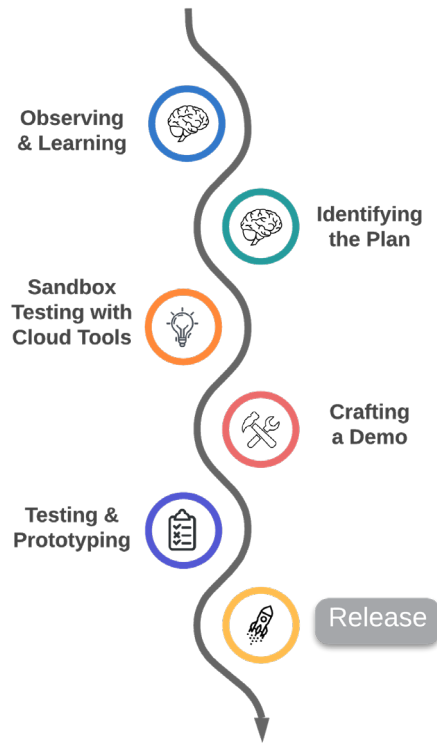 Observing
& Learning
Identifying
the Plan
Sandbox
Testing with
Cloud Tools
Crafting
a Demo
Testing &
Prototyping
Release